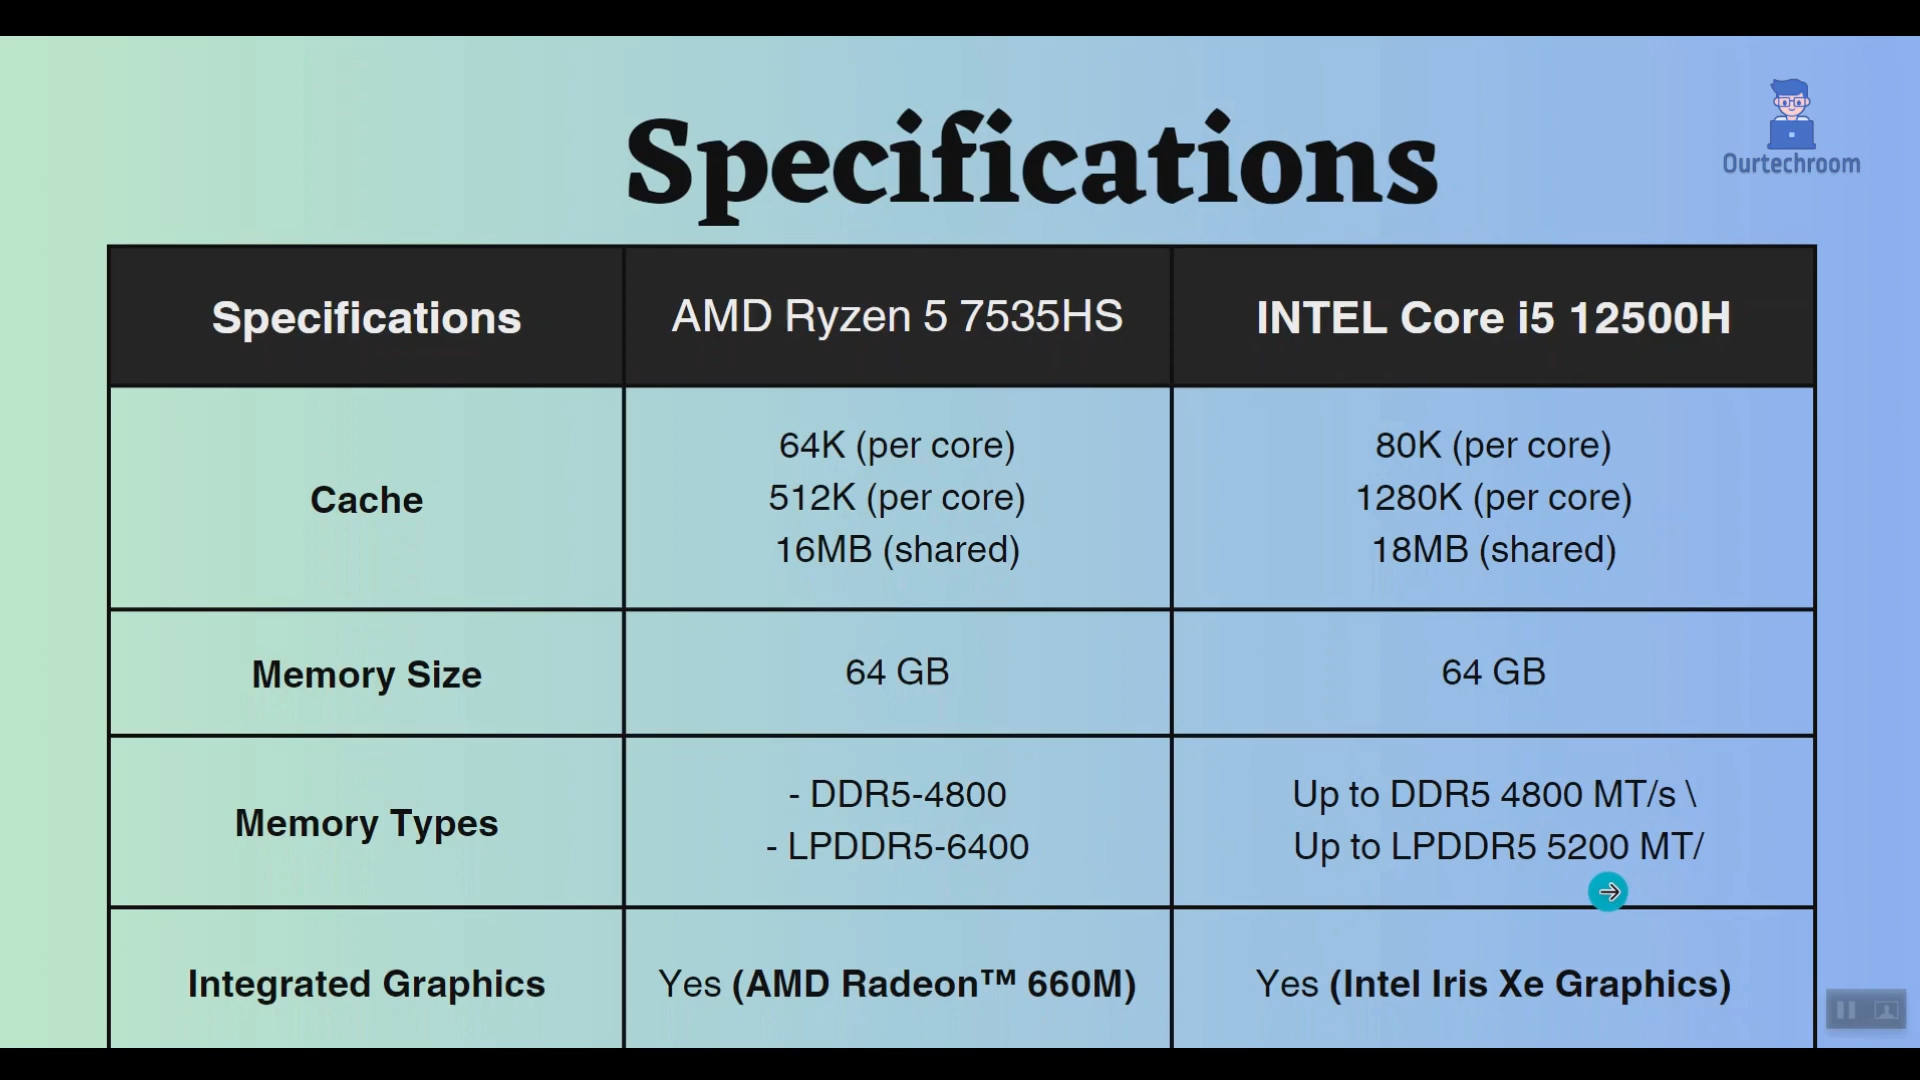 Specifications
Ourtechroom
Specifications
AMD Ryzen 5 7535HS
INTEL Core i5 12500H
Cache
64K (per core)
512K (per core)
16MB (shared)
80K (per core)
1280K (per core)
18MB (shared)
Memory Size
64 GB
64 GB
Memory Types
- DDR5-4800
- LPDDR5-6400
Up to DDR5 4800 MT/s \
Up to LPDDR5 5200 MT/
Integrated Graphics
Yes (AMD Radeon™ 660M)
Yes (Intel Iris Xe Graphics)